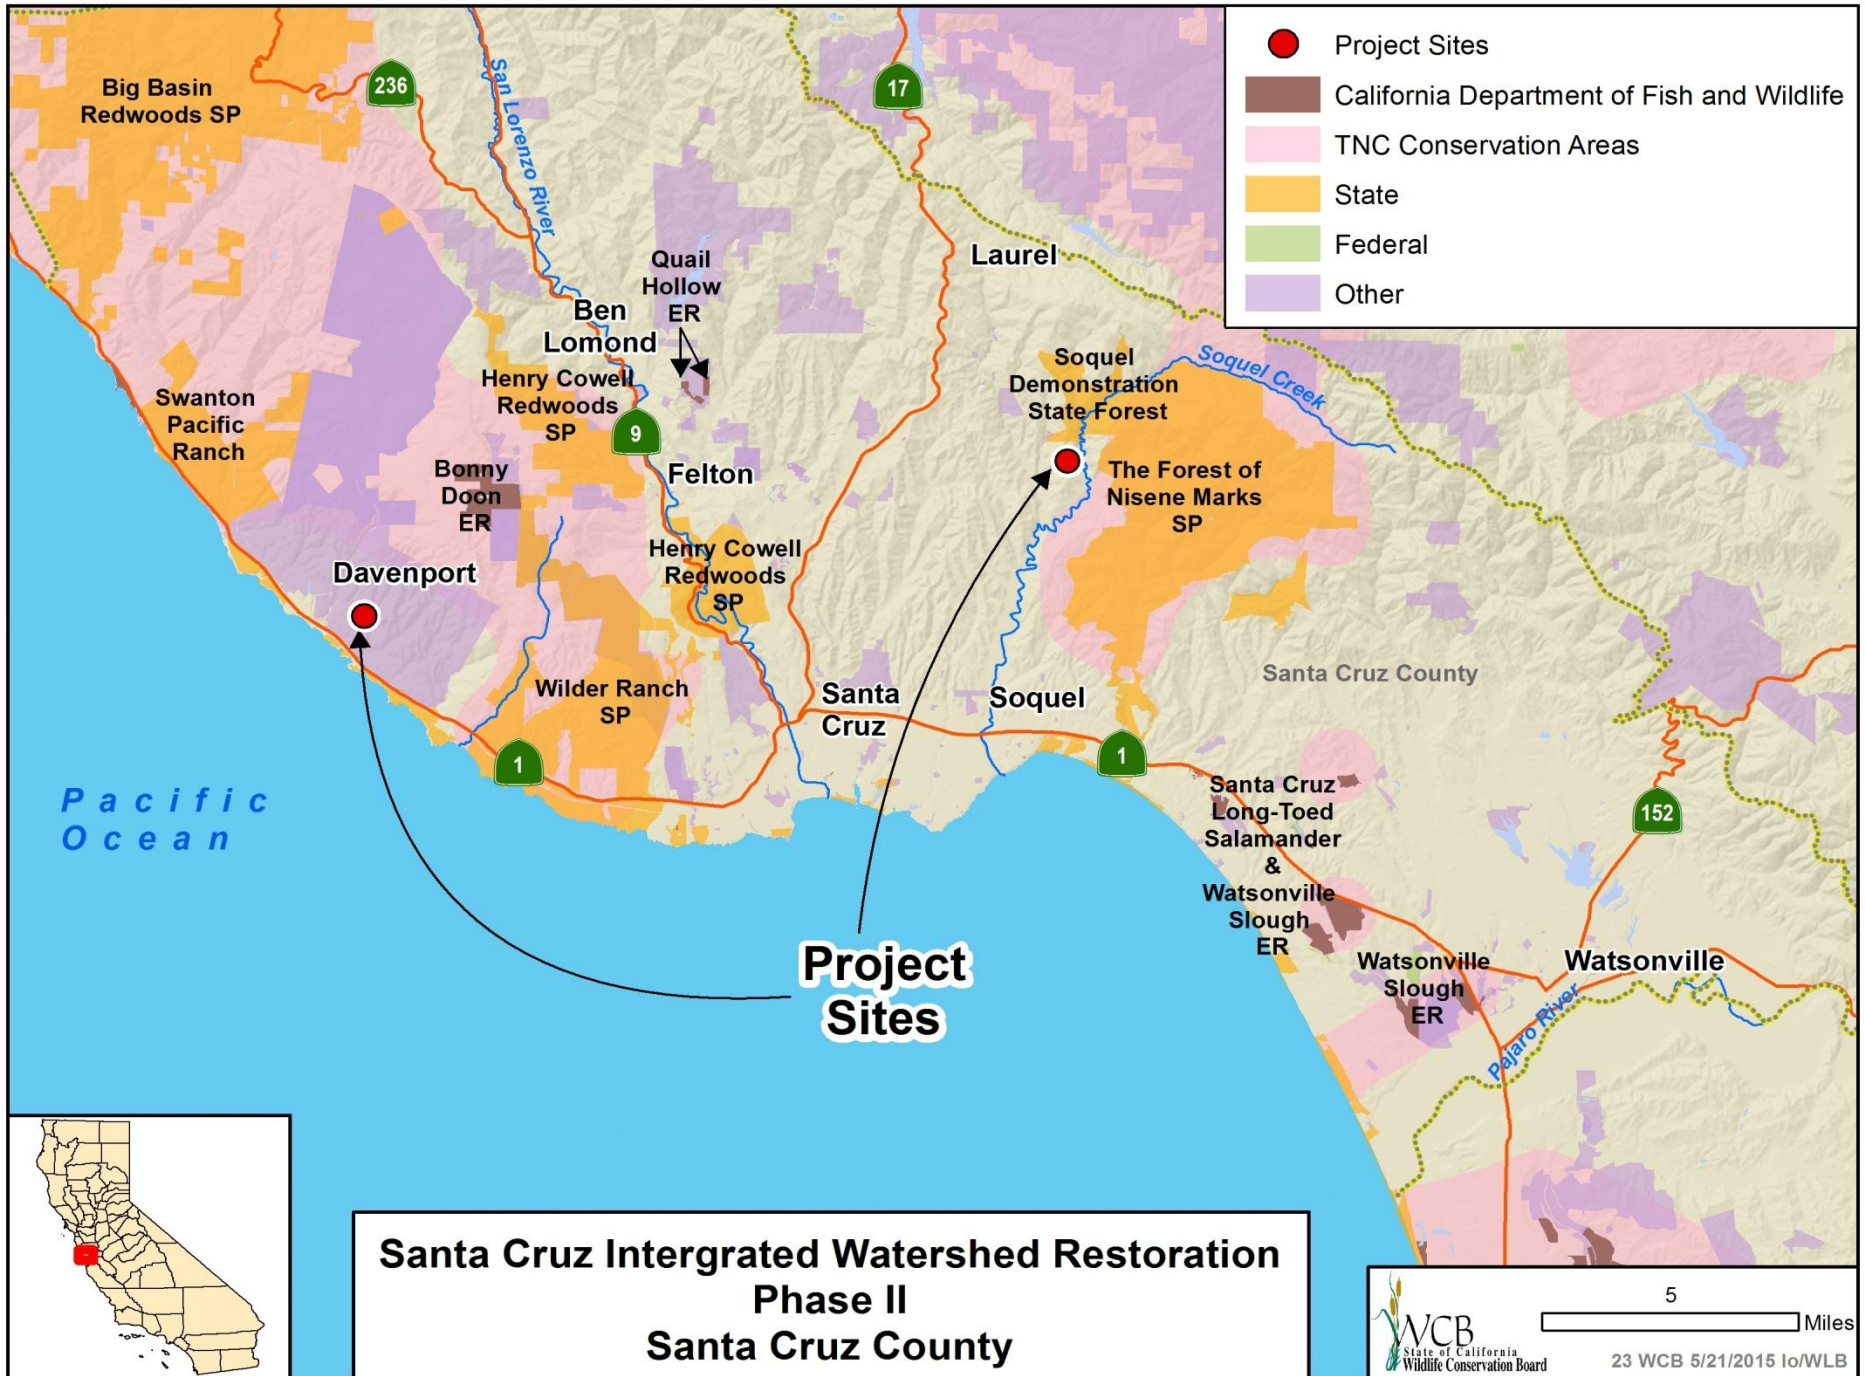 Big Basin
Redwoods SP
236
San Lorenzo River
17
Project Sites
California Department of Fish and Wildlife
TNC Conservation Areas
State
Federal
Other
Laurel
Quail
Hollow
ER
Ben
Lomond
Henry Cowell
Redwoods
SP
9
Felton
Swanton
Pacific
Ranch
Bonny
Doon
ER
Soquel
Demonstration
State Forest
Soquel Creek
The Forest of
Nisene Marks
SP
Davenport
Henry Cowell
Redwoods
SP
Wilder Ranch
SP
Santa
Cruz
Soquel
Santa Cruz County
1
1
152
Pacific
Ocean
Santa Cruz
Long-Toed
Salamander
&
Watsonville
Slough
ER
Watsonville
Slough
ER
Watsonville
Pajaro River
Project
Sites
Santa Cruz Intergrated Watershed Restoration
Phase II
Santa Cruz County
WCB
State of California
Wildlife Conservation Board
5
Miles
23 WCB 5/21/2015 lo/WLB